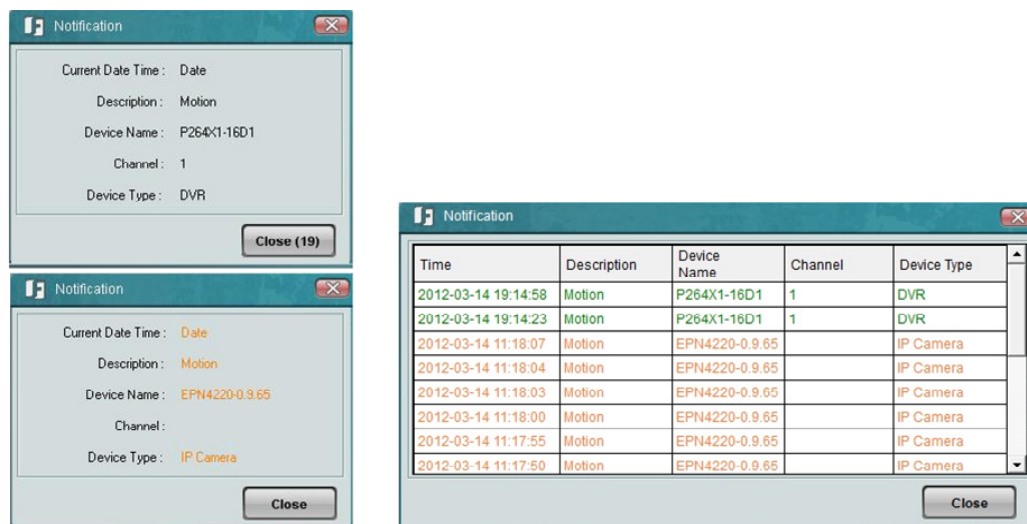 Notification
Current Date Time : Date
Description : Motion
Device Name : P264X1-16D1
Channel : 1
Device Type : DVR
Close (19)
Notification
Current Date Time : Date
Description : Motion
Device Name : EPN4220-0.9.65
Channel :
Device Type : IP Camera
Close
Notification
Time Description Device Name Channel Device Type
2012-03-14 19:14:58 Motion P264X1-16D1 1 DVR
2012-03-14 19:14:23 Motion P264X1-16D1 1 DVR
2012-03-14 11:18:07 Motion EPN4220-0.9.65 IP Camera
2012-03-14 11:18:04 Motion EPN4220-0.9.65 IP Camera
2012-03-14 11:18:03 Motion EPN4220-0.9.65 IP Camera
2012-03-14 11:18:00 Motion EPN4220-0.9.65 IP Camera
2012-03-14 11:17:55 Motion EPN4220-0.9.65 IP Camera
2012-03-14 11:17:50 Motion EPN4220-0.9.65 IP Camera
Close